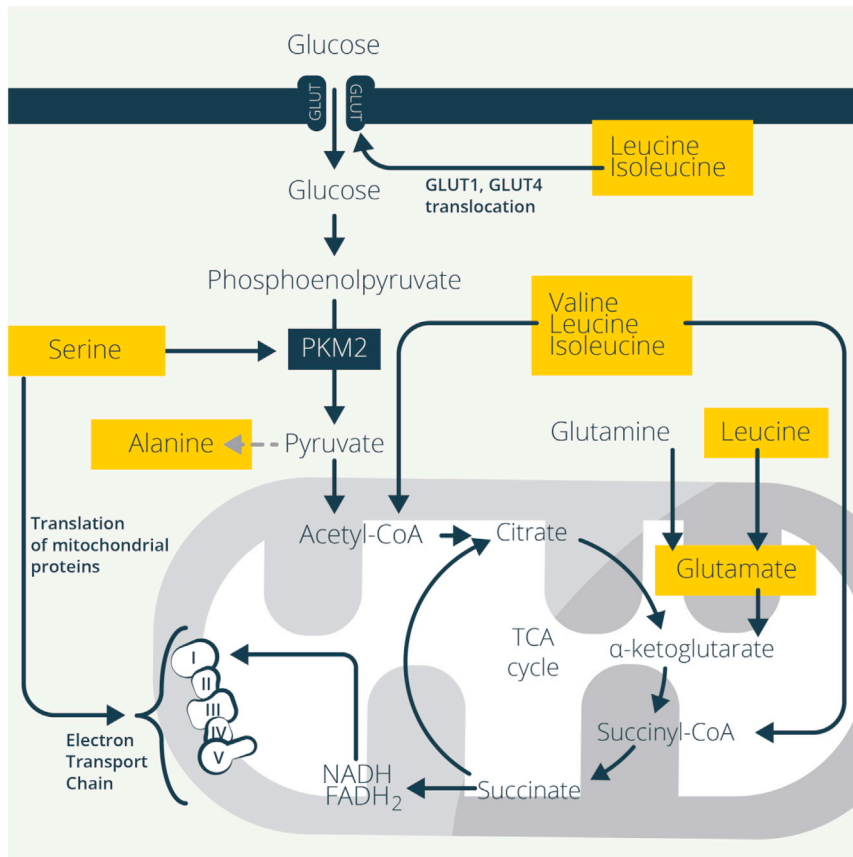 Glucose
GLUT
GLUT
Leucine
Isoleucine
GLUT1, GLUT4
translocation
Glucose
Phosphoenolpyruvate
Valine
Leucine
Isoleucine
Serine
PKM2
Alanine
Pyruvate
Glutamine
Leucine
Translation
of mitochondrial
proteins
Acetyl-CoA
Citrate
Glutamate
TCA
cycle
α-ketoglutarate
I
II
III
IV
V
Electron
Transport
Chain
Succinyl-CoA
NADH
FADH₂
Succinate